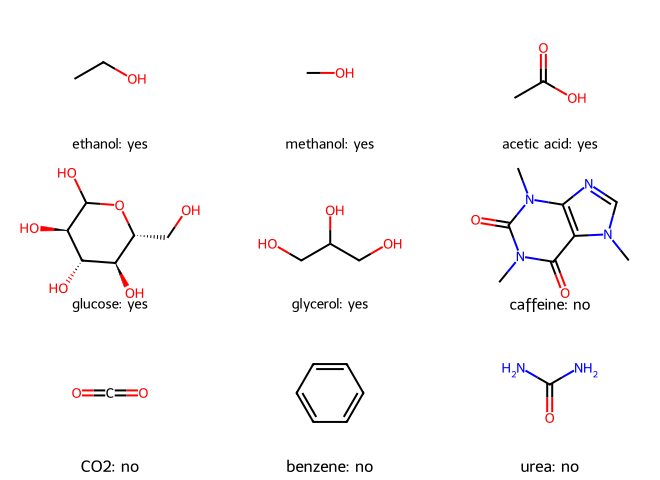 OH
OH
O
OH
ethanol: yes
methanol: yes
acetic acid: yes
HO
O
OH
HO
HO
OH
glucose: yes
OH
HO
OH
glycerol: yes
N
N
O
N
N
O
caffeine: no
O C O
CO2: no
benzene: no
H2N
NH2
O
urea: no